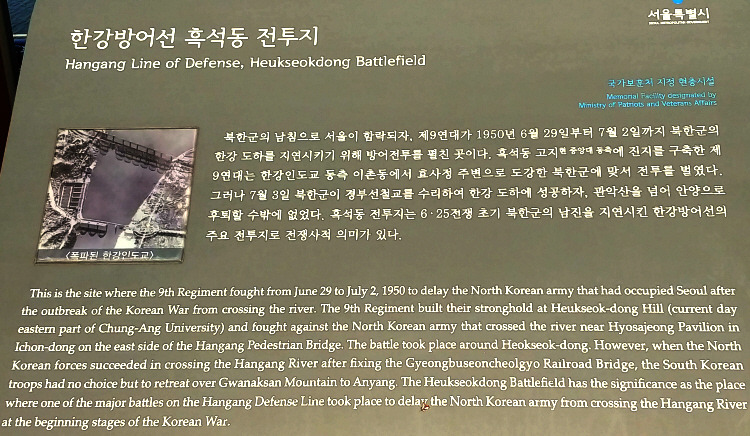 서울특별시
SEOUL METROPOLITAN GOVERNMENT
한강방어선 흑석동 전투지
Hangang Line of Defense, Heukseokdong Battlefield
국가보훈처 지정 현충시설
Memorial Facility designated by
Ministry of Patriots and Veterans Affairs
북한군의 남침으로 서울이 함락되자, 제9연대가 1950년 6월 29일부터 7월 2일까지 북한군의
한강 도하를 지연시키기 위해 방어전투를 펼친 곳이다. 흑석동 고지현 중앙대 동측에 진지를 구축한 제
9연대는 한강인도교 동측 이촌동에서 효사정 주변으로 도강한 북한군에 맞서 전투를 벌였다.
그러나 7월 3일 북한군이 경부선철교를 수리하여 한강 도하에 성공하자, 관악산을 넘어 안양으로
후퇴할 수밖에 없었다. 흑석동 전투지는 6·25전쟁 초기 북한군의 남진을 지연시킨 한강방어선의
주요 전투지로 전쟁사적 의미가 있다.
〈폭파된 한강인도교〉
This is the site where the 9th Regiment fought from June 29 to July 2, 1950 to delay the North Korean army that had occupied Seoul after
the outbreak of the Korean War from crossing the river. The 9th Regiment built their stronghold at Heukseok-dong Hill (current day
eastern part of Chung-Ang University) and fought against the North Korean army that crossed the river near Hyosajeong Pavilion in
Ichon-dong on the east side of the Hangang Pedestrian Bridge. The battle took place around Heokseok-dong. However, when the North
Korean forces succeeded in crossing the Hangang River after fixing the Gyeongbuseoncheolgyo Railroad Bridge, the South Korean
troops had no choice but to retreat over Gwanaksan Mountain to Anyang. The Heukseokdong Battlefield has the significance as the place
where one of the major battles on the Hangang Defense Line took place to delay the North Korean army from crossing the Hangang River
at the beginning stages of the Korean War.